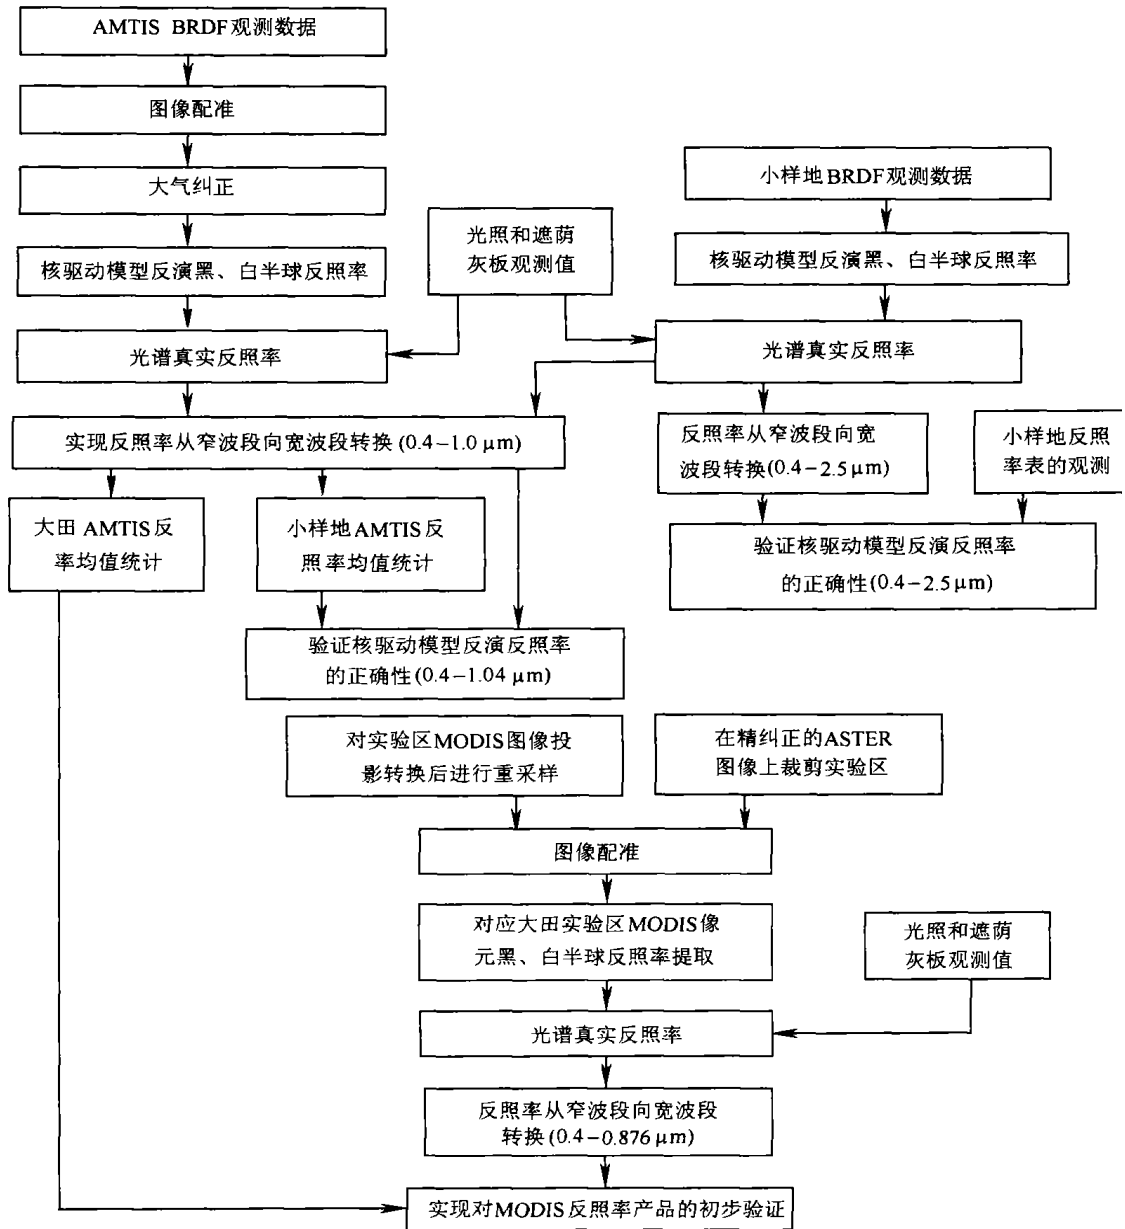 AMTIS BRDF观测数据
图像配准
大气纠正
核驱动模型反演黑、白半球反照率
光谱真实反照率
光照和遮荫
灰板观测值
小样地BRDF观测数据
核驱动模型反演黑、白半球反照率
光谱真实反照率
实现反照率从窄波段向宽波段转换(0.4-1.0 μm)
反照率从窄波段向宽
波段转换(0.4-2.5μm)
小样地反照
率表的观测
大田AMTIS反
率均值统计
小样地AMTIS反
照率均值统计
验证核驱动模型反演反照率
的正确性(0.4-2.5μm)
验证核驱动模型反演反照率
的正确性(0.4-1.04 μm)
对实验区MODIS图像投
影转换后进行重采样
在精纠正的ASTER
图像上裁剪实验区
图像配准
对应大田实验区MODIS像
元黑、白半球反照率提取
光照和遮荫
灰板观测值
光谱真实反照率
反照率从窄波段向宽波段
转换(0.4-0.876 μm)
实现对MODIS反照率产品的初步验证